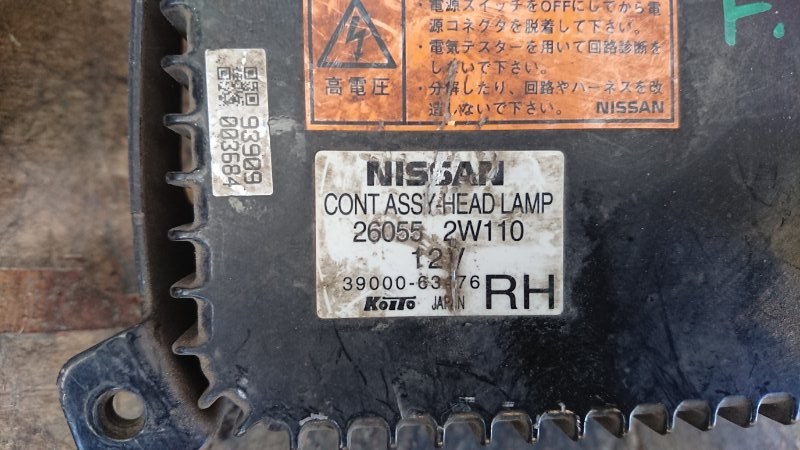 ・電源スイッチをOFFにしてから電
源コネクタを脱着して下さい。
・電気テスターを用いて回路診断を
しないで下さい。
・分解したり、回路やハーネスを改
造しないで下さい。 NISSAN
高電圧
93909
003684
NISSAN
CONT ASSY-HEAD LAMP
26055 2W110
12V
39000-63476
KOITO JAPAN RH
F.